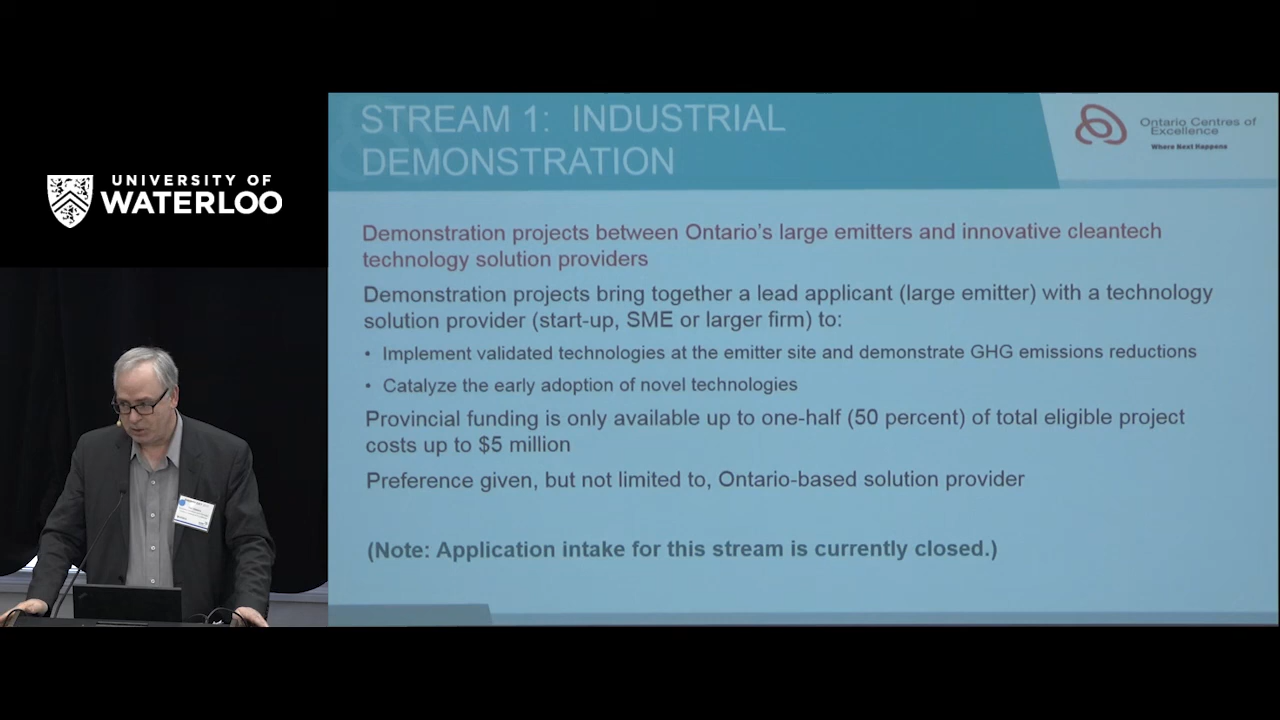 UNIVERSITY OF
WATERLOO
STREAM 1: INDUSTRIAL
DEMONSTRATION
Ontario Centres of
Excellence
Where Next Happens
Demonstration projects between Ontario's large emitters and innovative cleantech
technology solution providers
Demonstration projects bring together a lead applicant (large emitter) with a technology
solution provider (start-up, SME or larger firm) to:
• Implement validated technologies at the emitter site and demonstrate GHG emissions reductions
• Catalyze the early adoption of novel technologies
Provincial funding is only available up to one-half (50 percent) of total eligible project
costs up to $5 million
Preference given, but not limited to, Ontario-based solution provider
(Note: Application intake for this stream is currently closed.)